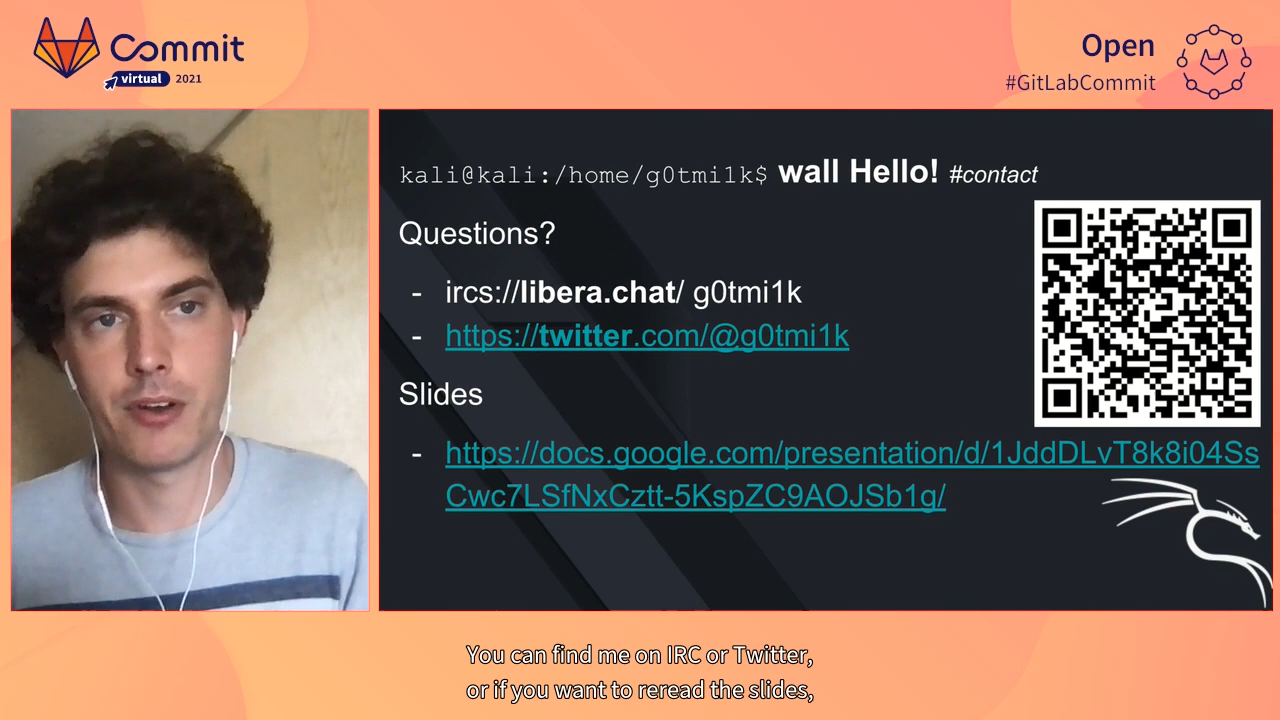 Commit
virtual 2021
Open
#GitLabCommit
kali@kali:/home/g0tmi1k$ wall Hello! #contact
Questions?
- ircs://libera.chat/ g0tmi1k
- https://twitter.com/@g0tmi1k
Slides
- https://docs.google.com/presentation/d/1JddDLvT8k8i04Ss
Cwc7LSfNxCztt-5KspZC9AOJSb1g/
You can find me on IRC or Twitter,
or if you want to reread the slides,